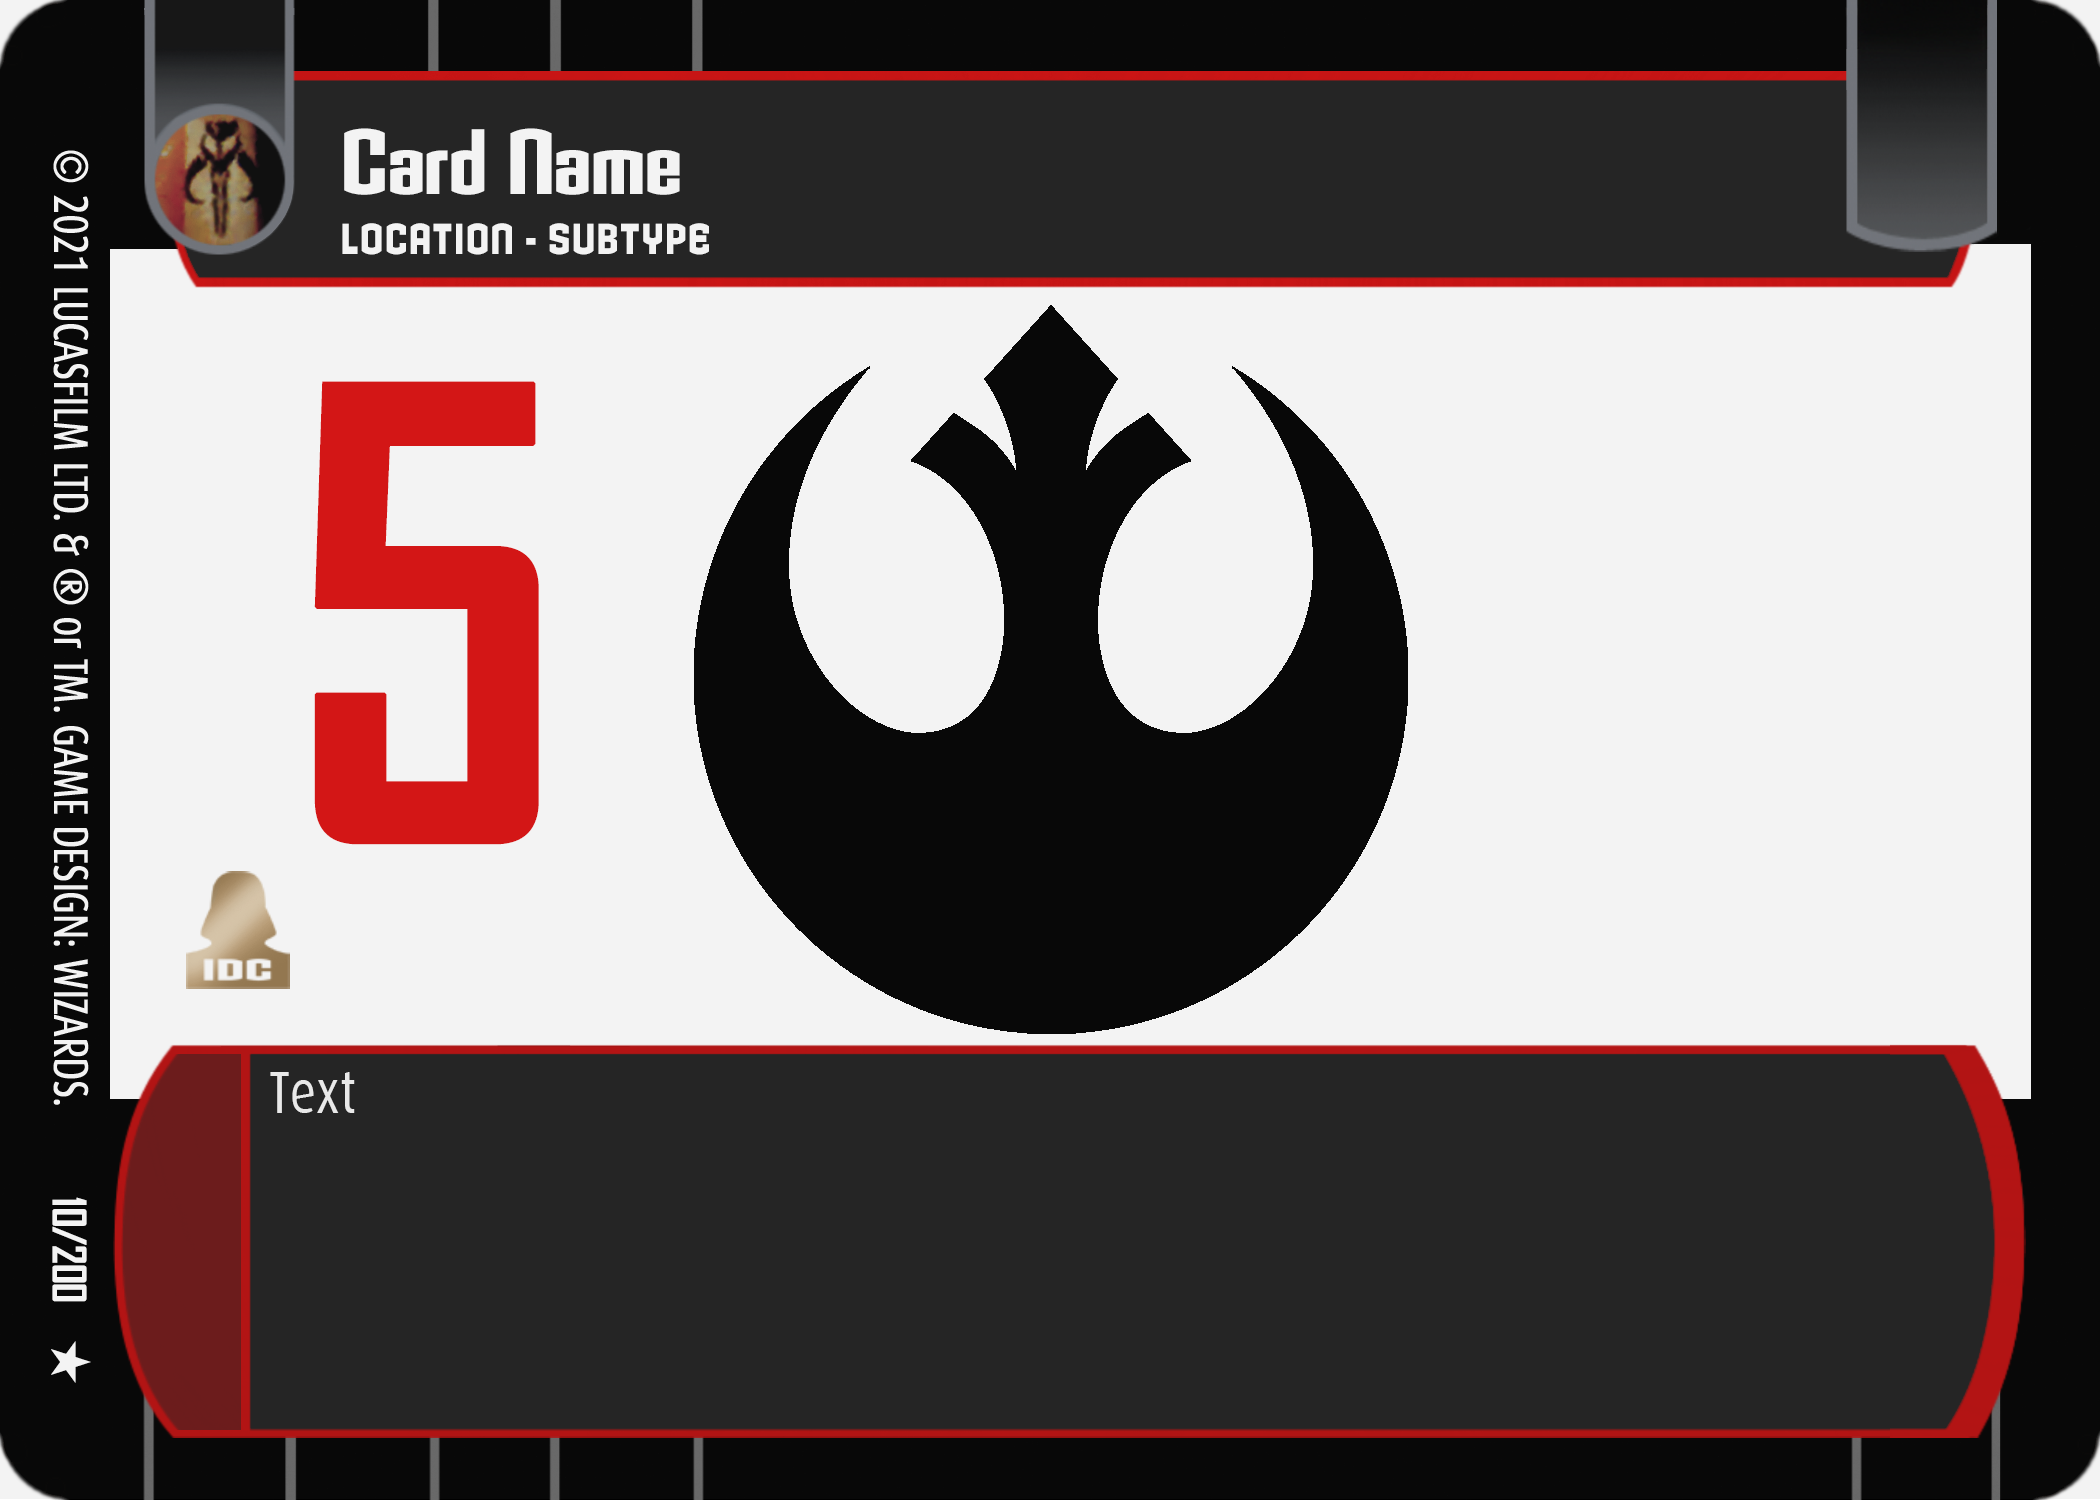 Card Name
LOCATION - SUBTYPE
5
IDC
Text
© 2021 LUCASFILM LTD. & ® or TM. GAME DESIGN: WIZARDS.
10/200